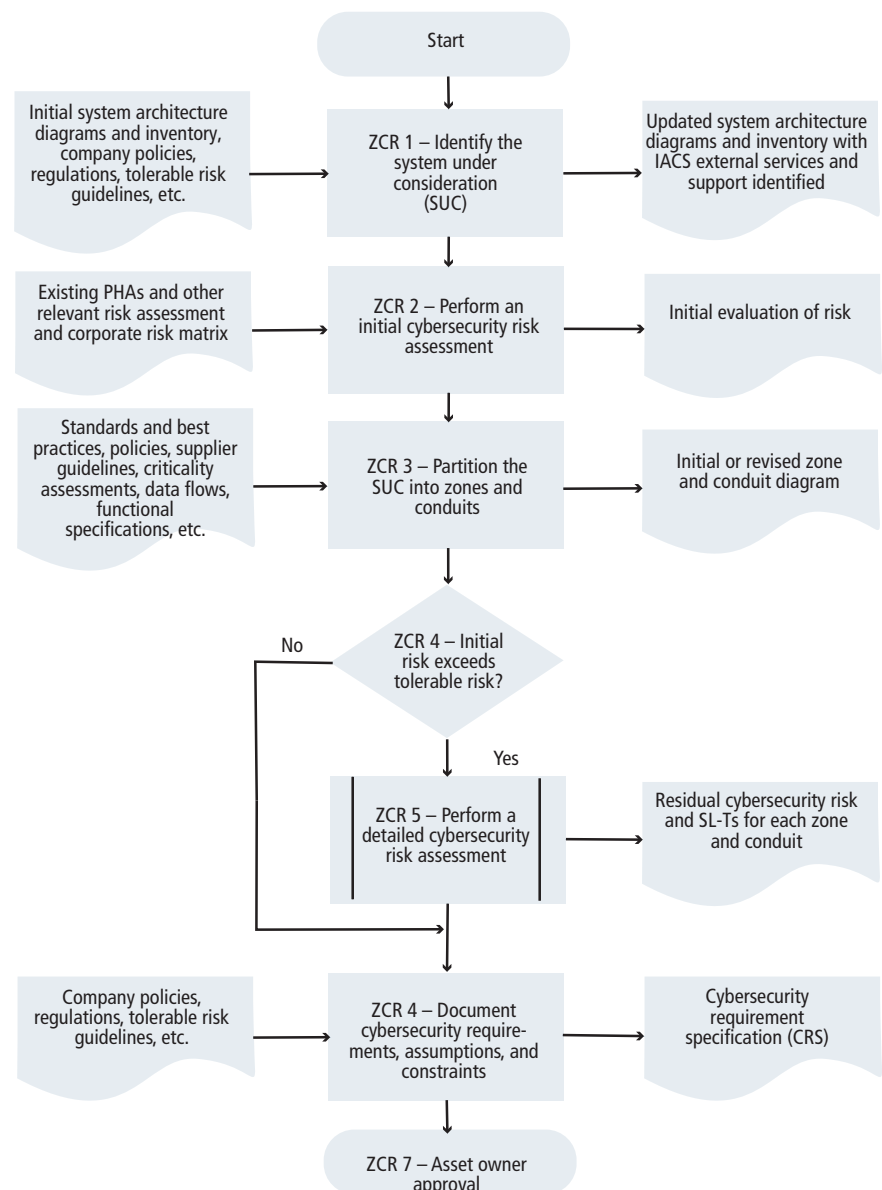 Start
Initial system architecture
diagrams and inventory,
company policies,
regulations, tolerable risk
guidelines, etc.
ZCR 1 – Identify the
system under
consideration
(SUC)
Updated system architecture
diagrams and inventory with
IACS external services and
support identified
Existing PHAs and other
relevant risk assessment
and corporate risk matrix
ZCR 2 – Perform an
initial cybersecurity risk
assessment
Initial evaluation of risk
Standards and best
practices, policies, supplier
guidelines, criticality
assessments, data flows,
functional
specifications, etc.
ZCR 3 – Partition the
SUC into zones and
conduits
Initial or revised zone
and conduit diagram
No
ZCR 4 – Initial
risk exceeds
tolerable risk?
Yes
ZCR 5 – Perform a
detailed cybersecurity
risk assessment
Residual cybersecurity risk
and SL-Ts for each zone
and conduit
Company policies,
regulations, tolerable risk
guidelines, etc.
ZCR 4 – Document
cybersecurity require-
ments, assumptions, and
constraints
Cybersecurity
requirement
specification (CRS)
ZCR 7 – Asset owner
approval